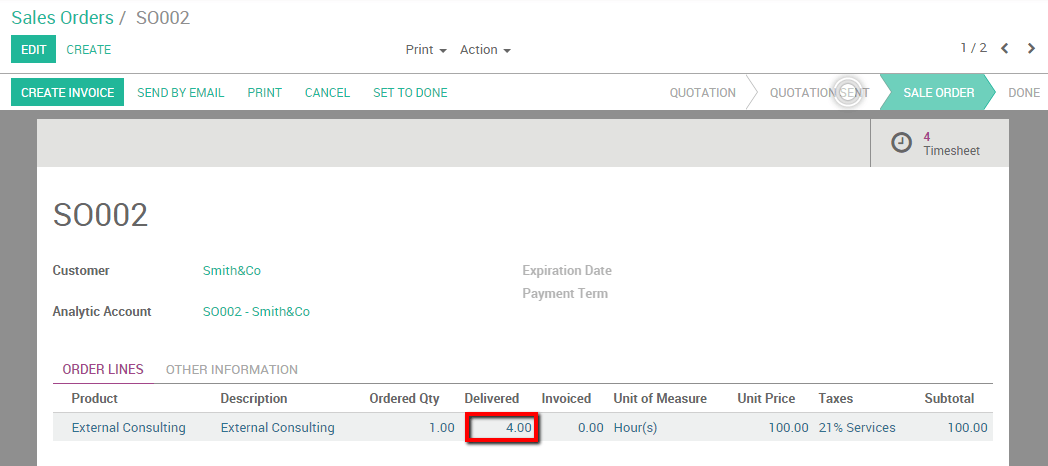 Sales Orders / SO002
EDIT CREATE Print Action 1 / 2
CREATE INVOICE SEND BY EMAIL PRINT CANCEL SET TO DONE QUOTATION QUOTATION SENT SALE ORDER DONE
4
Timesheet
SO002
Customer Smith&Co Expiration Date
Payment Term
Analytic Account SO002 - Smith&Co
ORDER LINES OTHER INFORMATION
Product Description Ordered Qty Delivered Invoiced Unit of Measure Unit Price Taxes Subtotal
External Consulting External Consulting 1.00 4.00 0.00 Hour(s) 100.00 21% Services 100.00